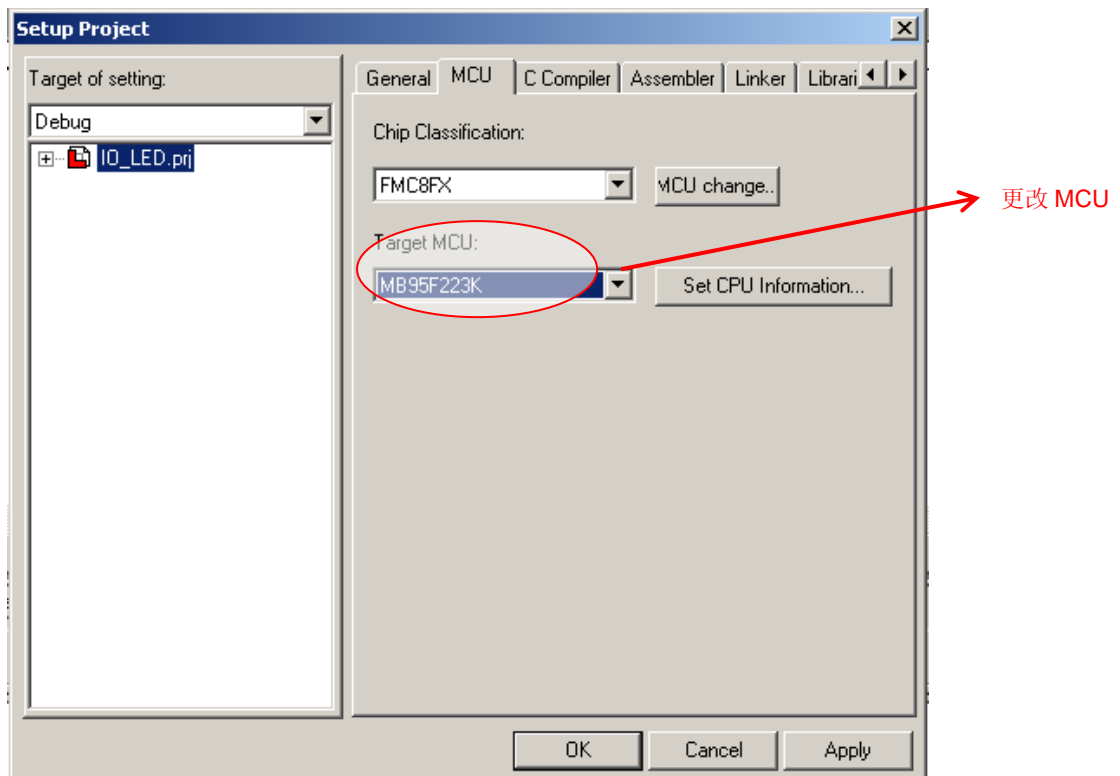 Setup Project
Target of setting:
Debug
IO_LED.prj
General MCU C Compiler Assembler Linker Librari
Chip Classification:
FMC8FX
MCU change..
Target MCU:
MB95F223K
Set CPU Information...
更改 MCU
OK Cancel Apply